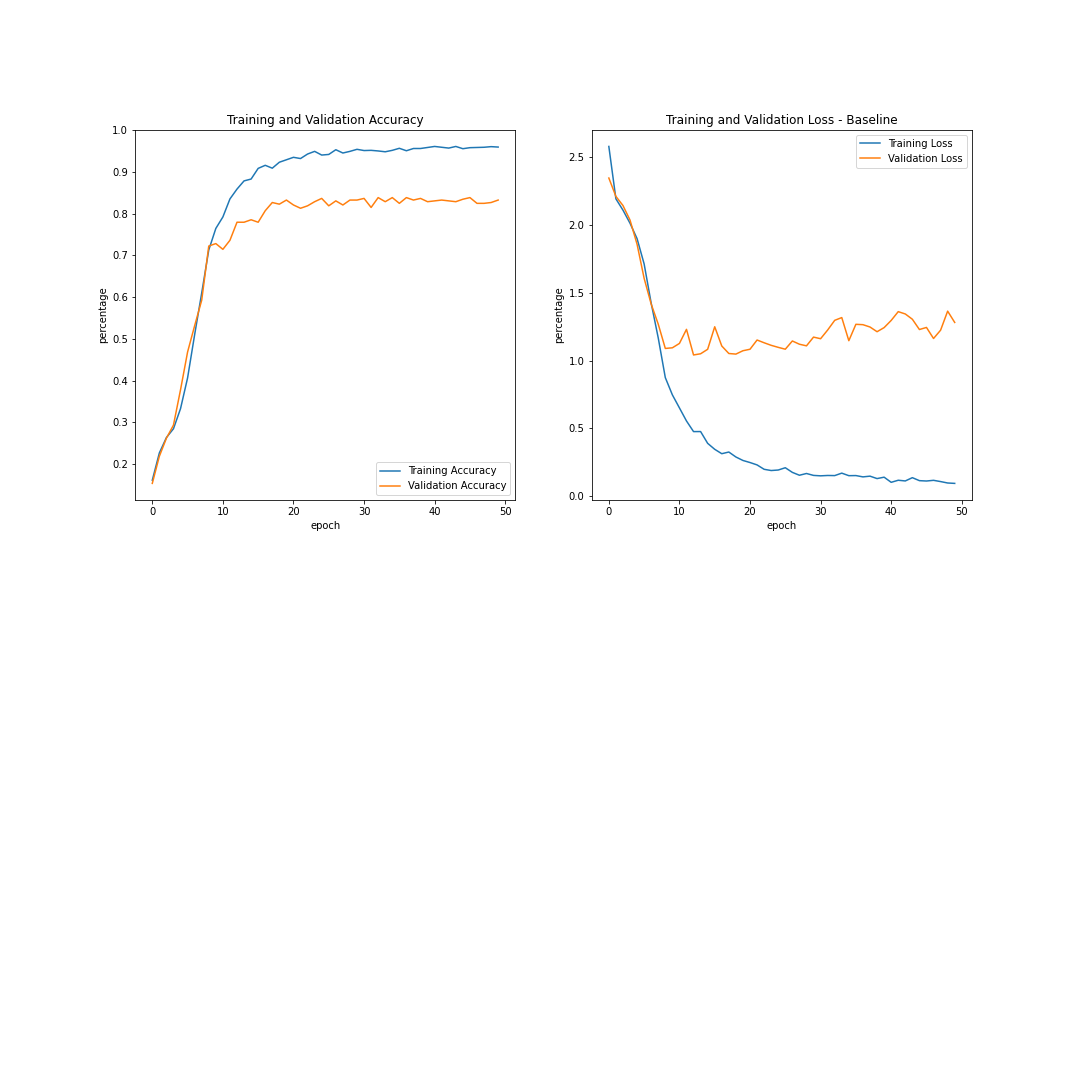 Training and Validation Accuracy
1.0
0.9
0.8
0.7
0.6
0.5
0.4
0.3
0.2
percentage
Training Accuracy
Validation Accuracy
0 10 20 30 40 50
epoch
Training and Validation Loss - Baseline
Training Loss
Validation Loss
2.5
2.0
1.5
1.0
0.5
0.0
percentage
0 10 20 30 40 50
epoch